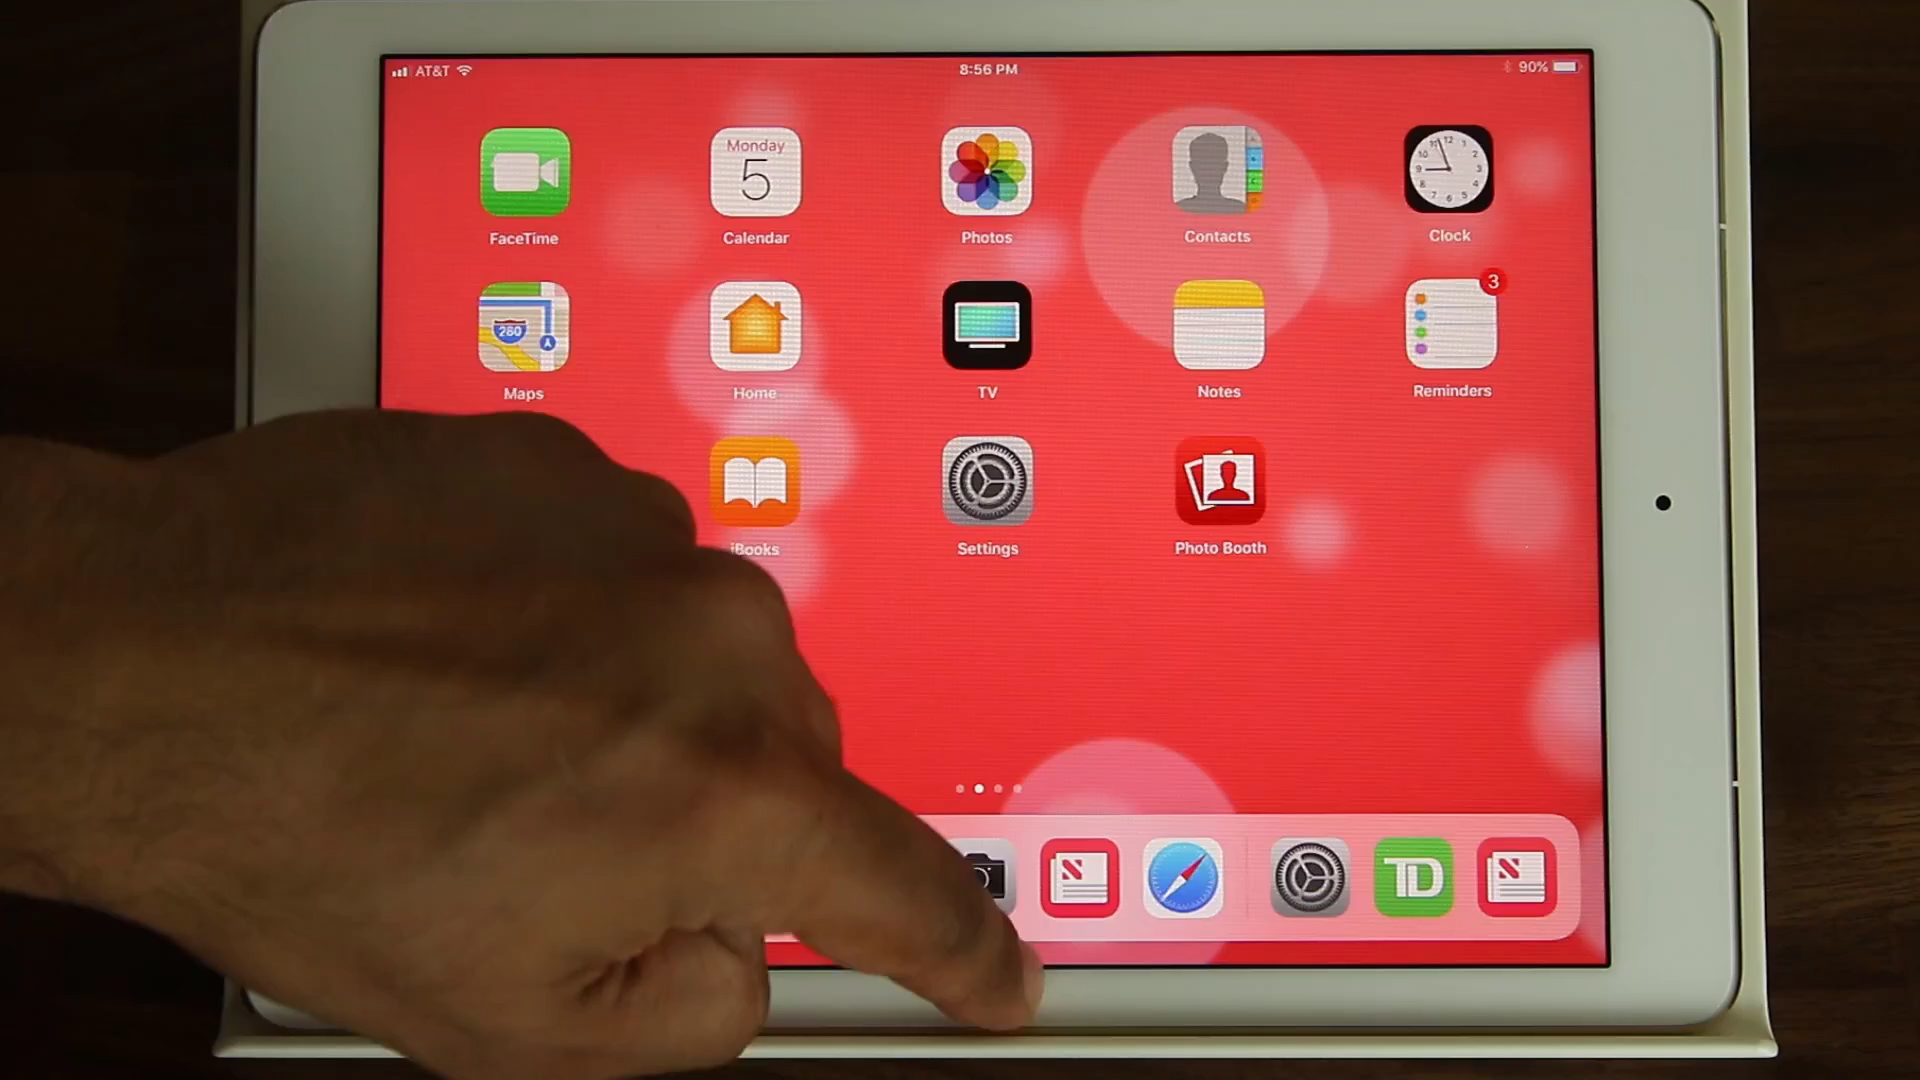 AT&T 8:56 PM 90%
Monday
5
FaceTime Calendar Photos Contacts Clock
280
A
3
Maps Home TV Notes Reminders
iBooks Settings Photo Booth
TD